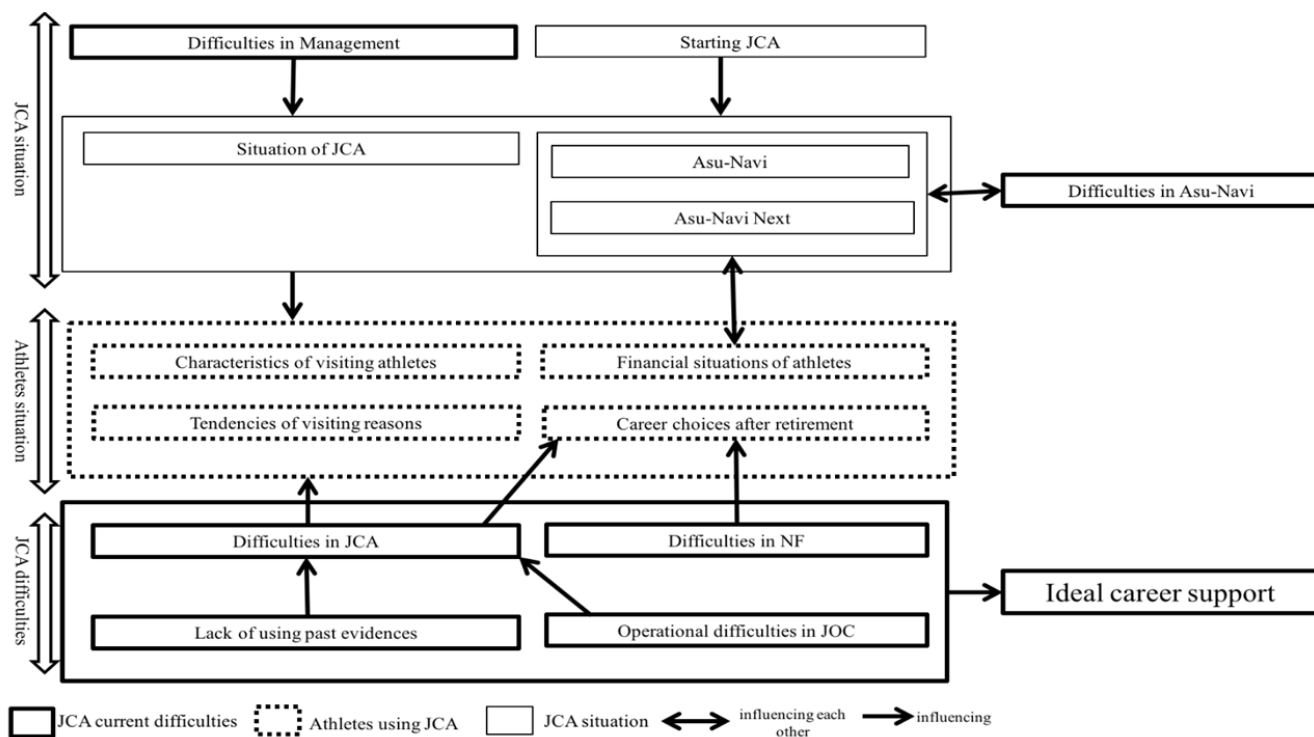 JCA situation
Difficulties in Management
Starting JCA
Situation of JCA
Asu-Navi
Asu-Navi Next
Difficulties in Asu-Navi
Athletes situation
Characteristics of visiting athletes
Financial situations of athletes
Tendencies of visiting reasons
Career choices after retirement
JCA difficulties
Difficulties in JCA
Difficulties in NF
Lack of using past evidences
Operational difficulties in JOC
Ideal career support
JCA current difficulties
Athletes using JCA
JCA situation
influencing each
other
influencing